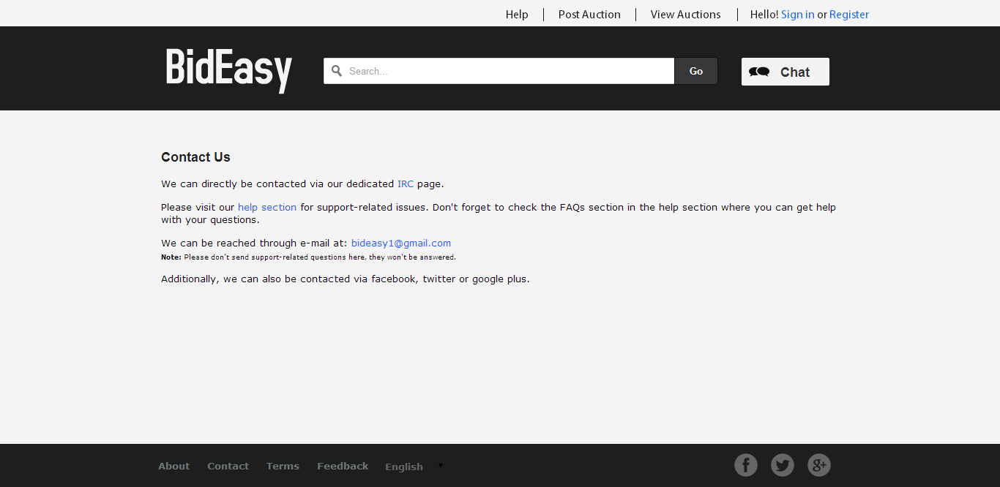 Help Post Auction View Auctions Hello! Sign in or Register
BidEasy Search... Go Chat
Contact Us
We can directly be contacted via our dedicated IRC page.
Please visit our help section for support-related issues. Don't forget to check the FAQs section in the help section where you can get help
with your questions.
We can be reached through e-mail at: bideasy1@gmail.com
Note: Please don't send support-related questions here, they won't be answered.
Additionally, we can also be contacted via facebook, twitter or google plus.
About Contact Terms Feedback English f g+